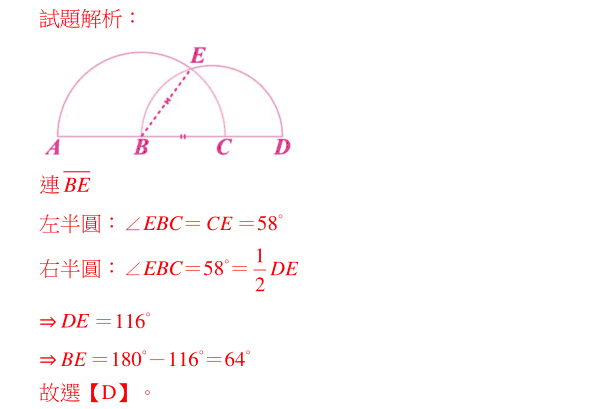 試題解析：
E
A B C D
連 BE
左半圓：∠EBC＝CE＝58°
右半圓：∠EBC＝58°＝1/2 DE
⇒DE＝116°
⇒BE＝180°－116°＝64°
故選【D】。